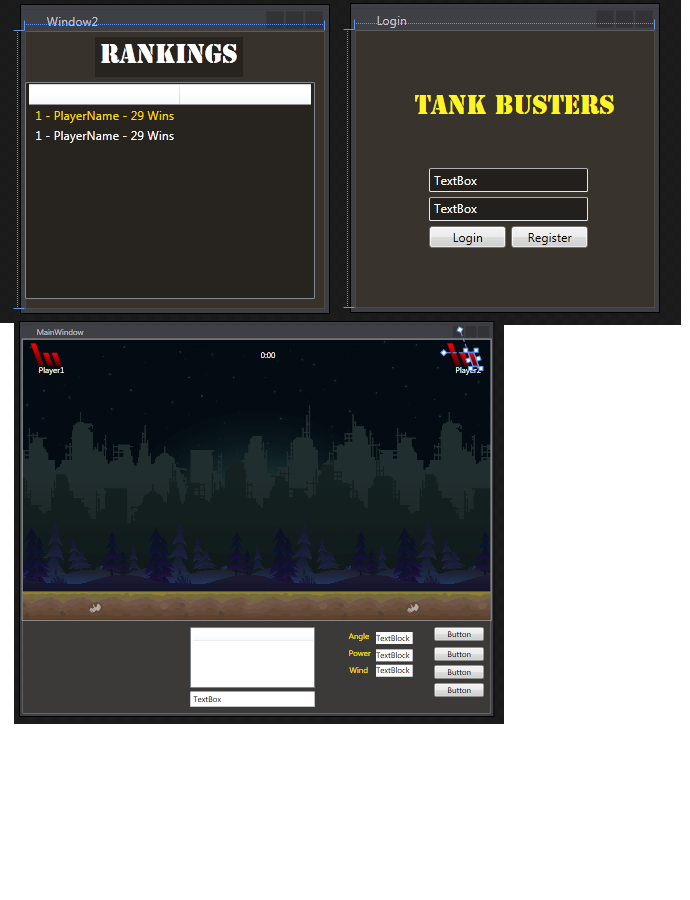 Window2
RANKINGS
1 - PlayerName - 29 Wins
1 - PlayerName - 29 Wins
Login
TANK BUSTERS
TextBox
TextBox
Login Register
MainWindow
0:00
Player1 Player2
Angle TextBlock Button
Power TextBlock Button
Wind TextBlock Button
TextBox Button